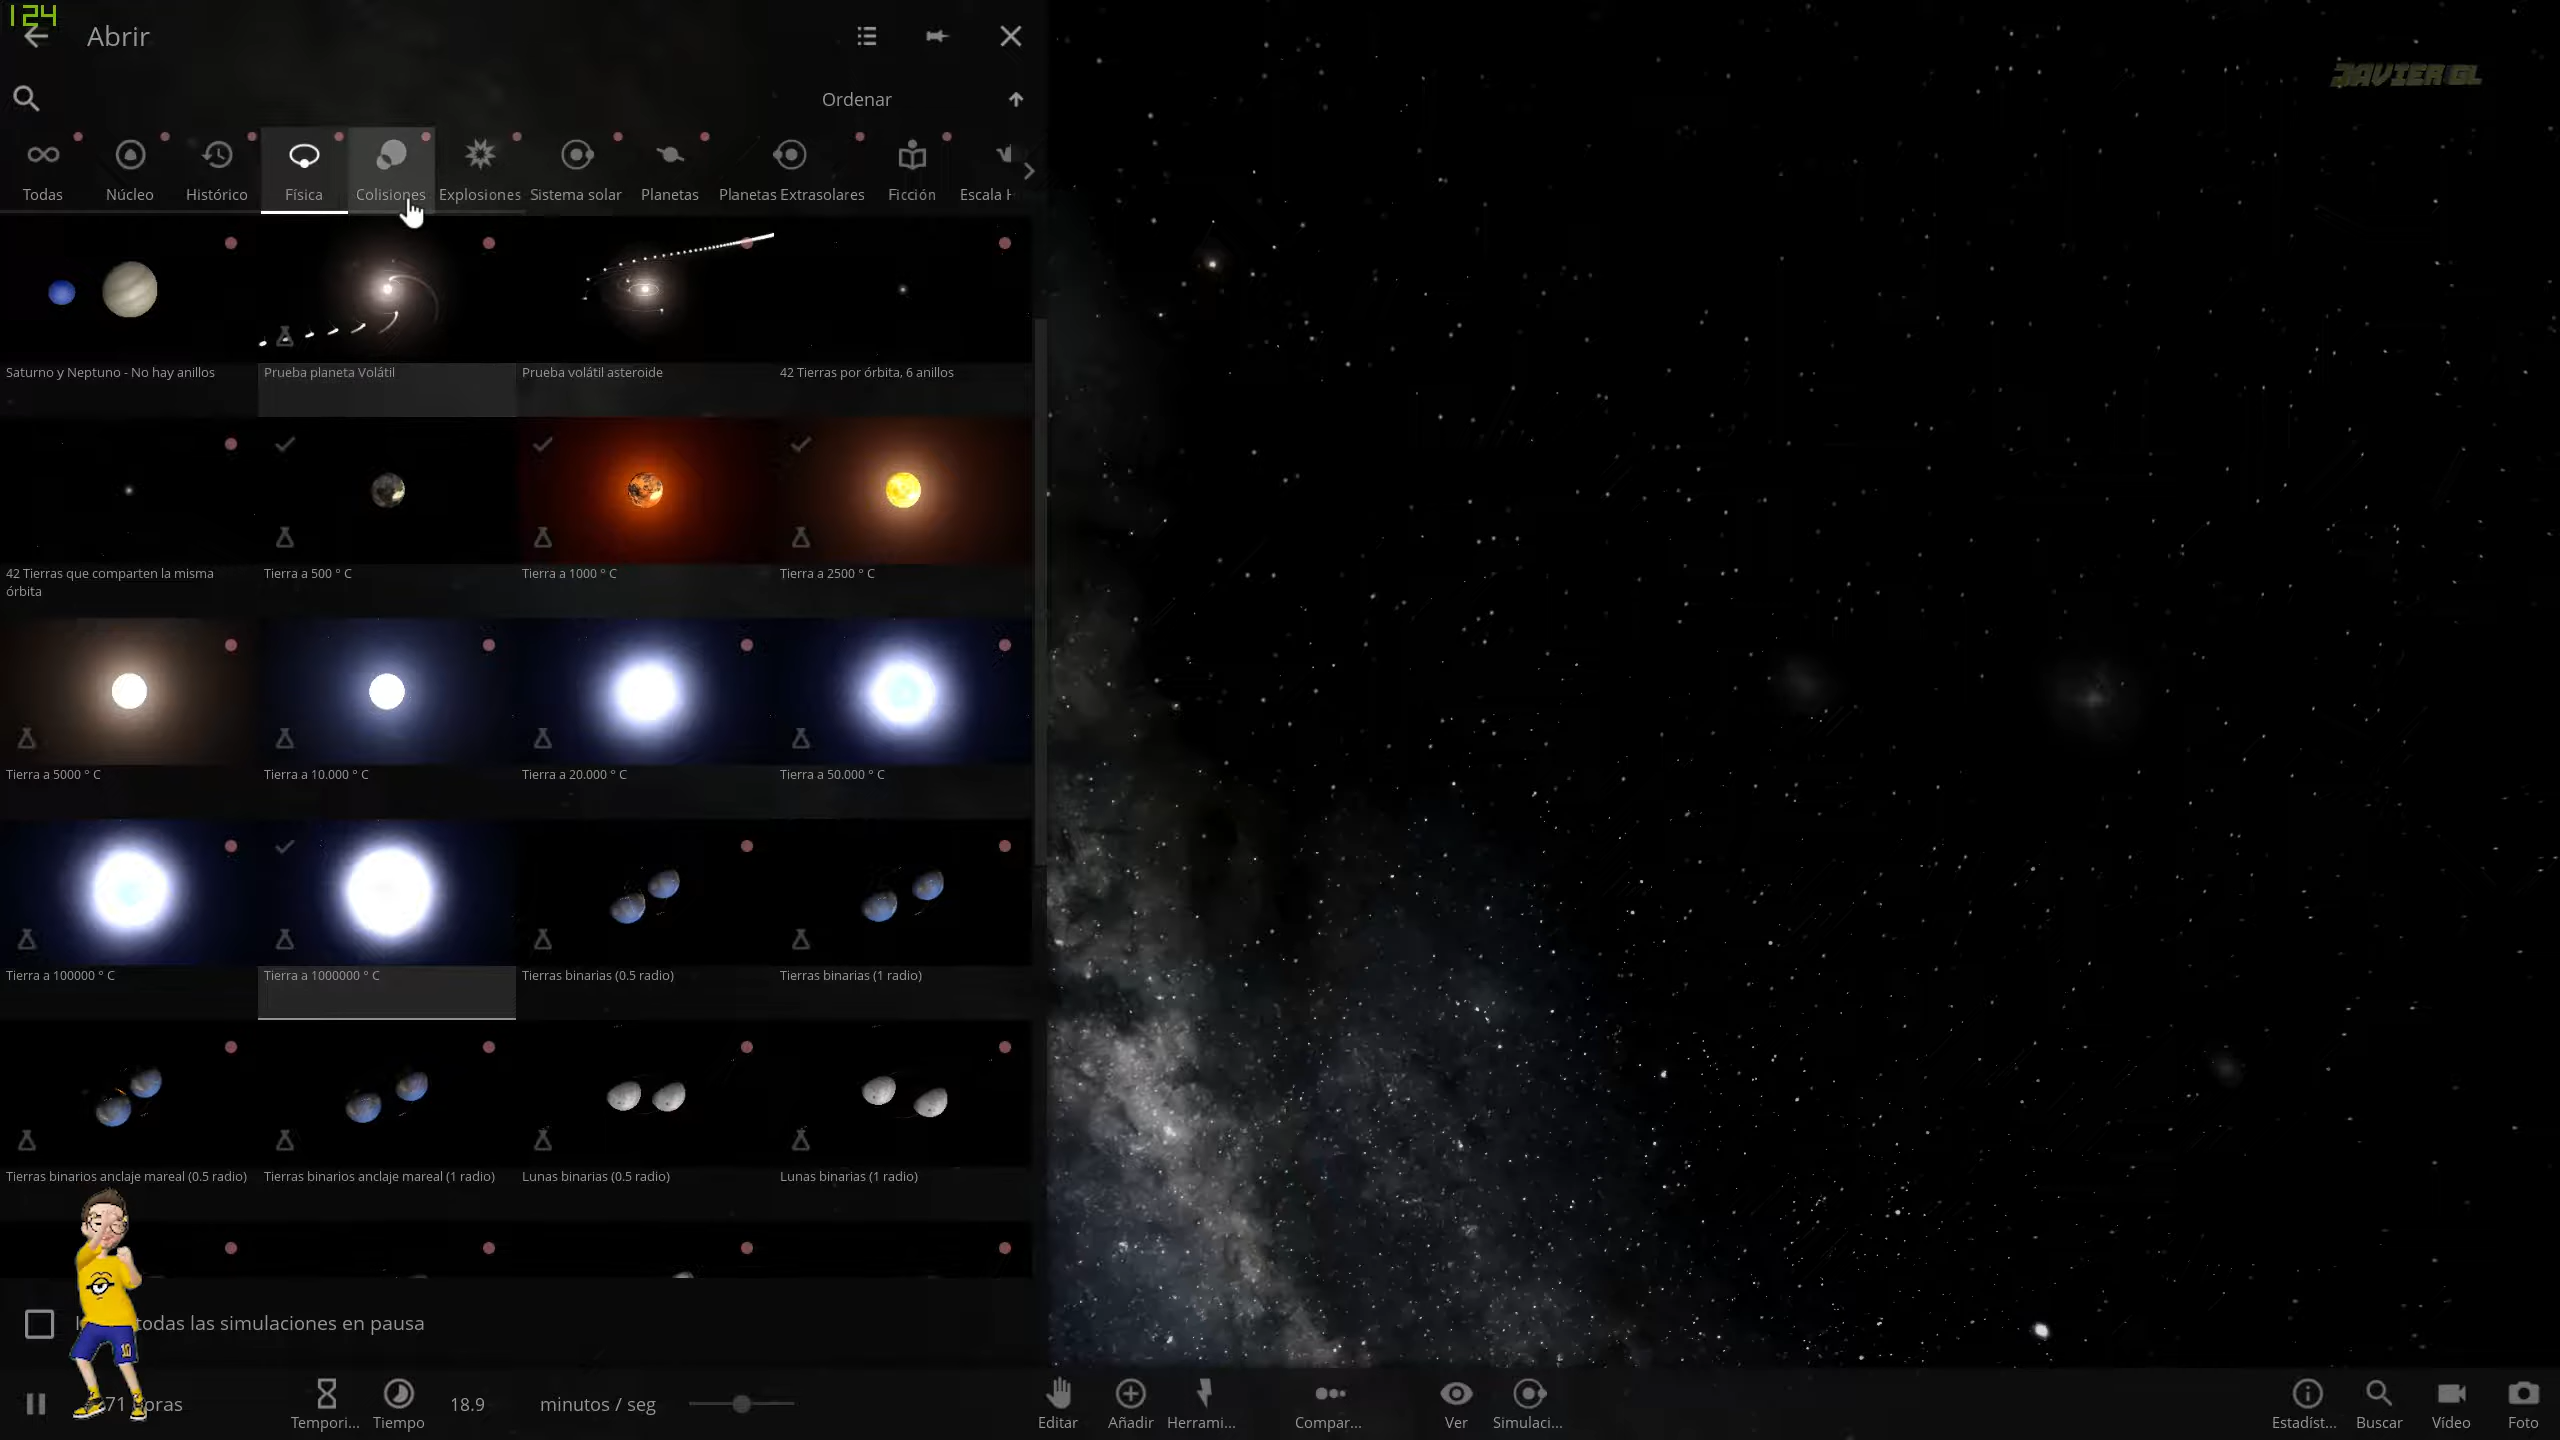 124
Abrir
JAVIER GL
Ordenar
Todas
Núcleo
Histórico
Física
Colisiones
Explosiones
Sistema solar
Planetas
Planetas Extrasolares
Ficción
Escala
Saturno y Neptuno - No hay anillos
Prueba planeta Volátil
Prueba volátil asteroide
42 Tierras por órbita, 6 anillos
42 Tierras que comparten la misma
órbita
Tierra a 500 ° C
Tierra a 1000 ° C
Tierra a 2500 ° C
Tierra a 5000 ° C
Tierra a 10.000 ° C
Tierra a 20.000 ° C
Tierra a 50.000 ° C
Tierra a 100000 ° C
Tierra a 1000000 ° C
Tierras binarias (0.5 radio)
Tierras binarias (1 radio)
Tierras binarios anclaje mareal (0.5 radio)
Tierras binarios anclaje mareal (1 radio)
Lunas binarias (0.5 radio)
Lunas binarias (1 radio)
todas las simulaciones en pausa
10
71
Tempori...
Tiempo
18.9
minutos / seg
Editar
Añadir
Herrami...
Compar...
Ver
Simulaci...
Estadíst...
Buscar
Vídeo
Foto